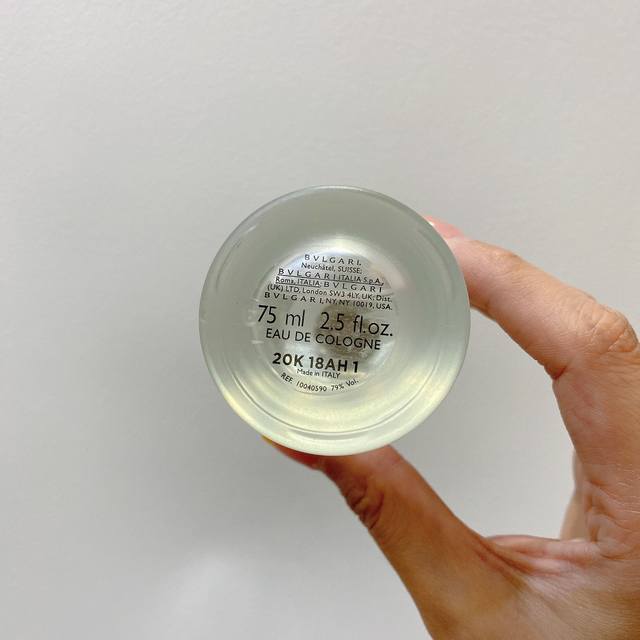 BVLGARI,
Neuchâtel, SUISSE;
BVLGARI ITALIA S.p.A.,
Roma, ITALIA; BVLGARI
(UK) LTD, London SW3 4LY, UK; Dist.
BVLGARI, NY, NY 10019, USA.
75 ml 2.5 fl.oz.
EAU DE COLOGNE
20K 18AH 1
Made in ITALY
REF. 10040590 79% Vol.